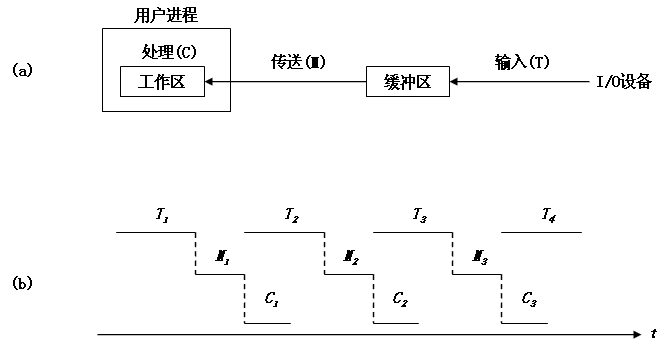 用户进程
(a)
处理(C)
工作区
传送(M)
缓冲区
输入(T)
I/O设备
(b)
T1 T2 T3 T4
M1 M2 M3
C1 C2 C3
t